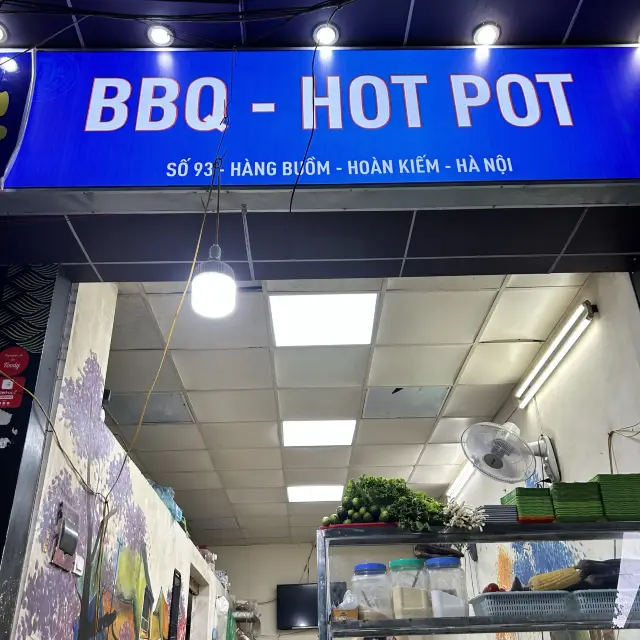 BBQ - HOT POT
SỐ 93 - HÀNG BUỒM - HOÀN KIẾM - HÀ NỘI